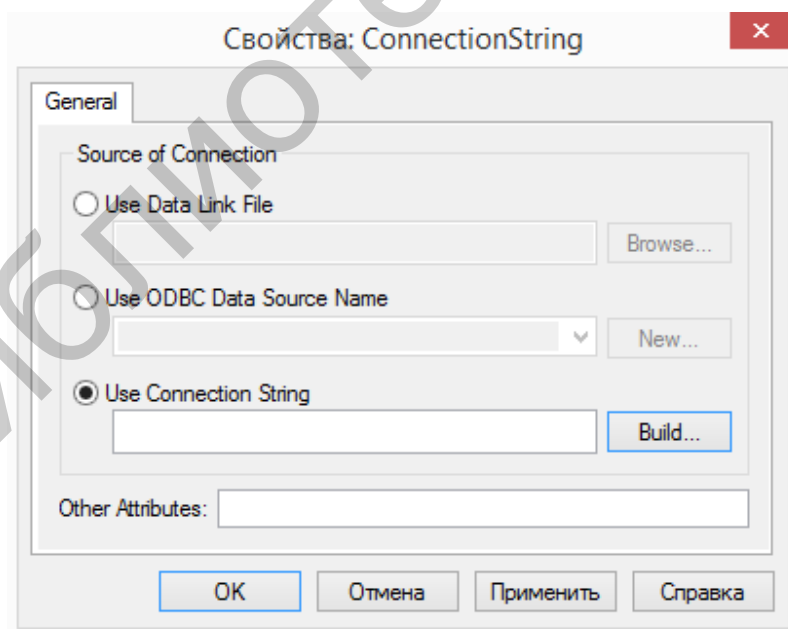 Свойства: ConnectionString
General
Source of Connection
Use Data Link File
Browse...
Use ODBC Data Source Name
New...
Use Connection String
Build...
Other Attributes:
OK Отмена Применить Справка